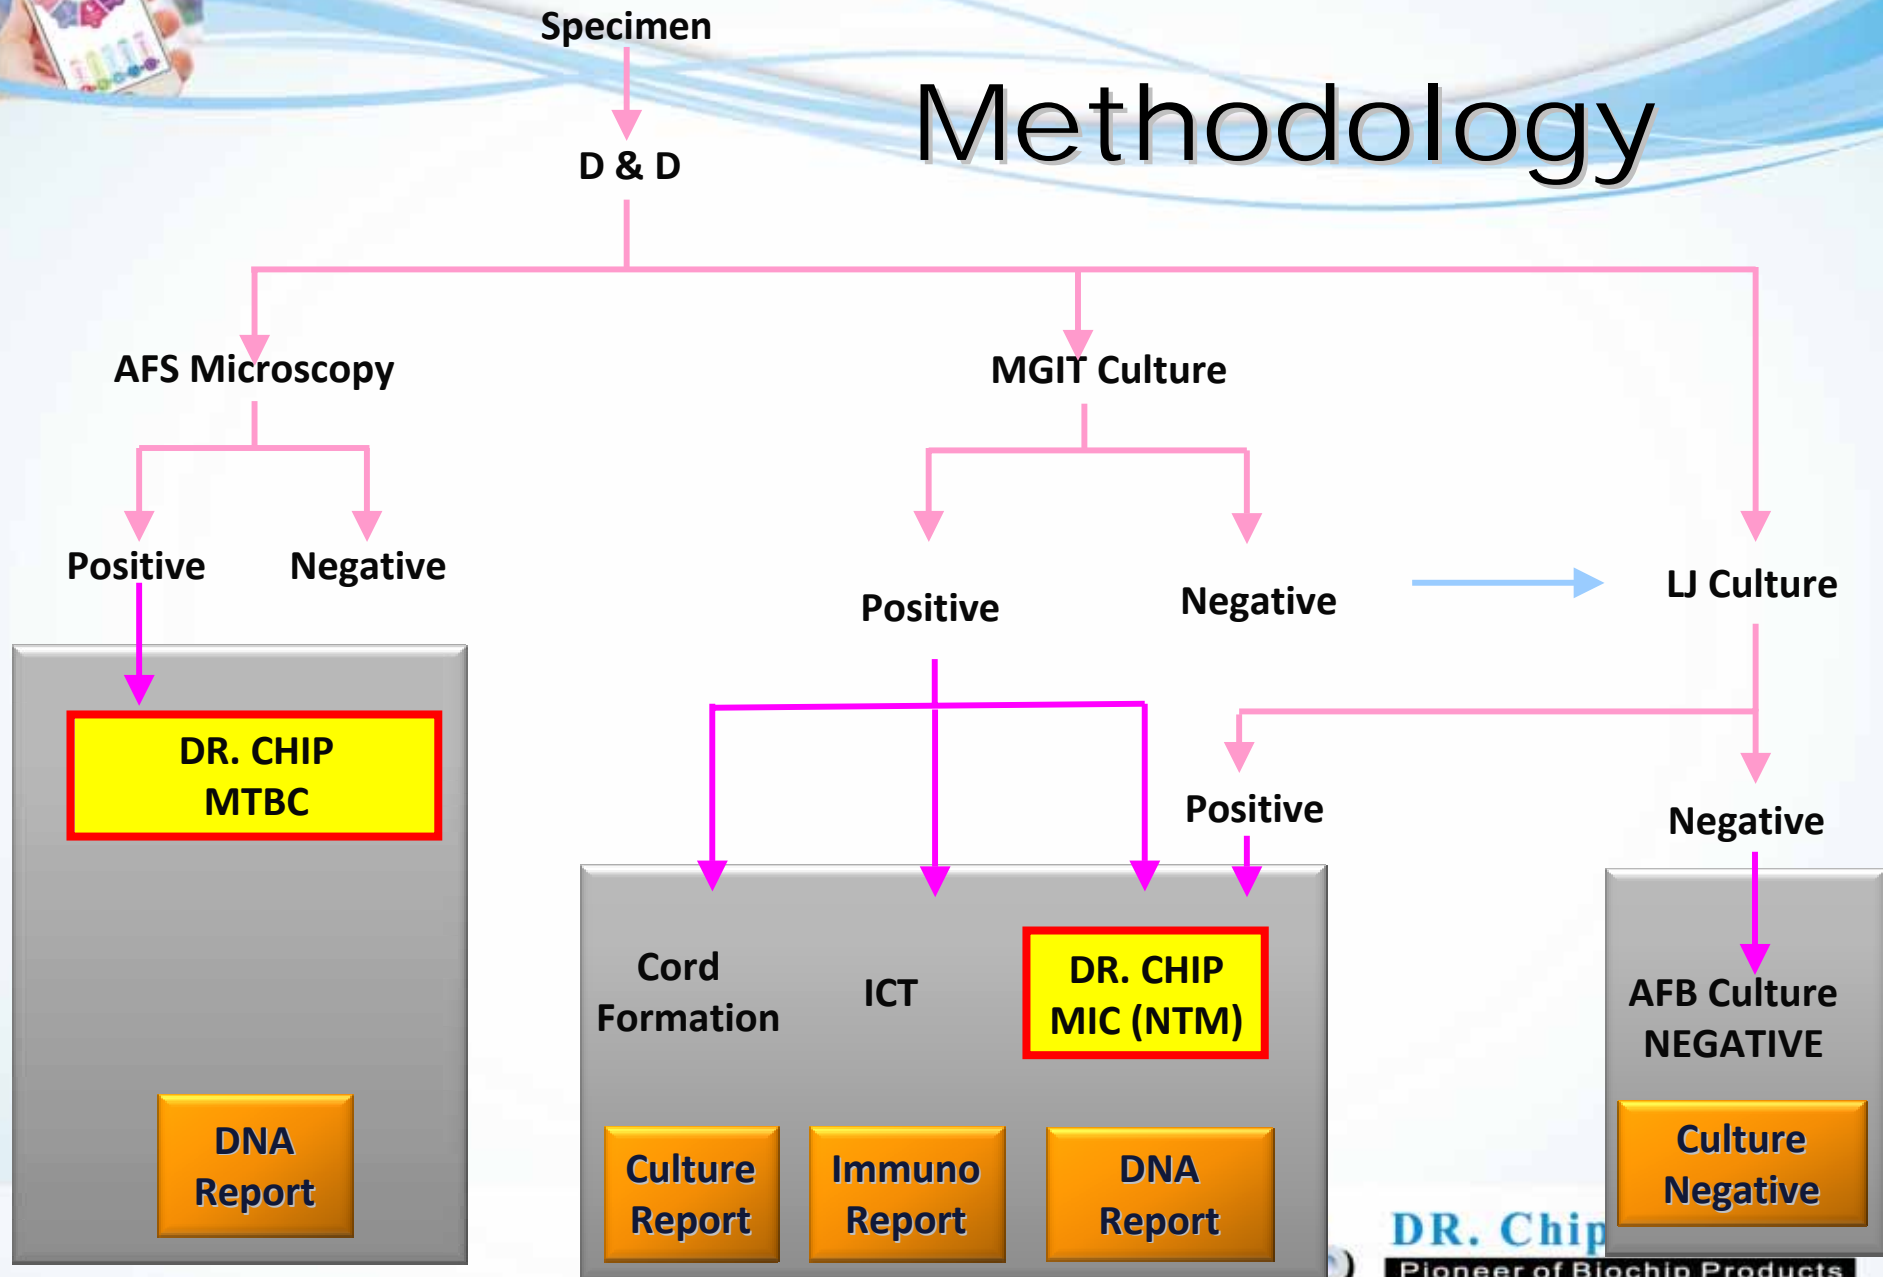 Specimen
Methodology
D & D
AFS Microscopy
MGIT Culture
Positive
Negative
Positive
Negative
LJ Culture
DR. CHIP
MTBC
Positive
Negative
Cord
Formation
ICT
DR. CHIP
MIC (NTM)
AFB Culture
NEGATIVE
DNA
Report
Culture
Report
Immuno
Report
DNA
Report
Culture
Negative
DR. Chip
Pioneer of Biochip Products